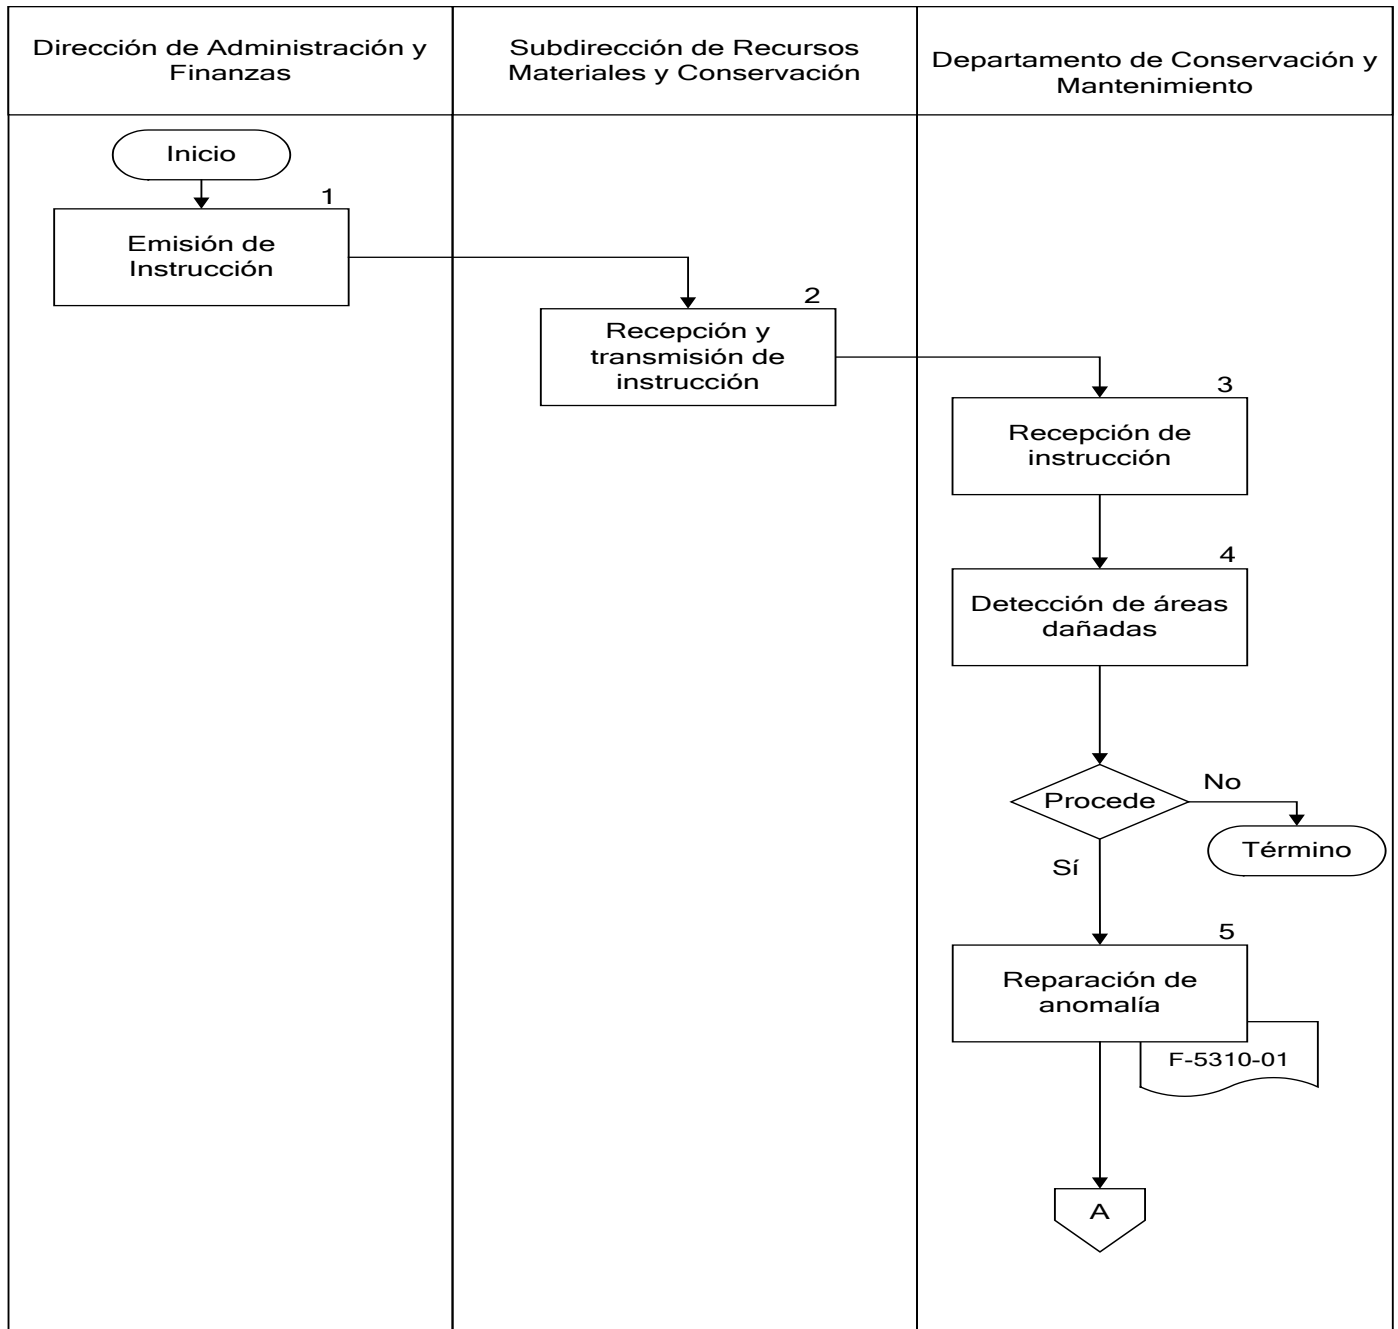 Dirección de Administración y
Finanzas
Subdirección de Recursos
Materiales y Conservación
Departamento de Conservación y
Mantenimiento
Inicio
1
Emisión de
Instrucción
2
Recepción y
transmisión de
instrucción
3
Recepción de
instrucción
4
Detección de áreas
dañadas
Procede
No
Término
Sí
5
Reparación de
anomalía
F-5310-01
A